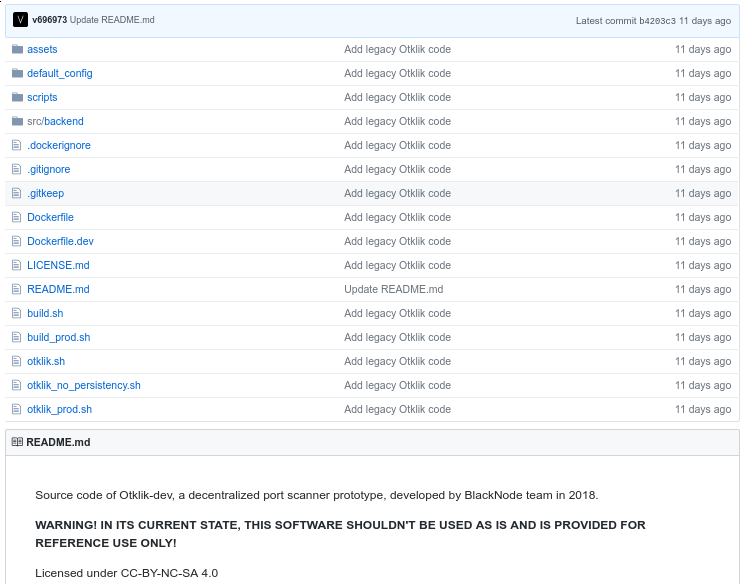 V v696973 Update README.md Latest commit b4203c3 11 days ago
assets Add legacy Otklik code 11 days ago
default_config Add legacy Otklik code 11 days ago
scripts Add legacy Otklik code 11 days ago
src/backend Add legacy Otklik code 11 days ago
.dockerignore Add legacy Otklik code 11 days ago
.gitignore Add legacy Otklik code 11 days ago
.gitkeep Add legacy Otklik code 11 days ago
Dockerfile Add legacy Otklik code 11 days ago
Dockerfile.dev Add legacy Otklik code 11 days ago
LICENSE.md Add legacy Otklik code 11 days ago
README.md Update README.md 11 days ago
build.sh Add legacy Otklik code 11 days ago
build_prod.sh Add legacy Otklik code 11 days ago
otklik.sh Add legacy Otklik code 11 days ago
otklik_no_persistency.sh Add legacy Otklik code 11 days ago
otklik_prod.sh Add legacy Otklik code 11 days ago
README.md
Source code of Otklik-dev, a decentralized port scanner prototype, developed by BlackNode team in 2018.
WARNING! IN ITS CURRENT STATE, THIS SOFTWARE SHOULDN'T BE USED AS IS AND IS PROVIDED FOR
REFERENCE USE ONLY!
Licensed under CC-BY-NC-SA 4.0